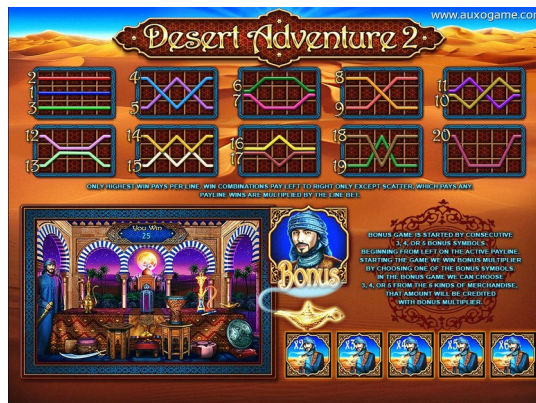 www.auxogame.com
Desert Adventure 2
2
1
3
4
5
6
7
8
9
11
10
12
13
14
15
16
17
18
19
20
ONLY HIGHEST WIN PAYS PER LINE. WIN COMBINATIONS PAY LEFT TO RIGHT ONLY EXCEPT SCATTER, WHICH PAYS ANY.
PAYLINE WINS ARE MULTIPLIED BY THE LINE BET.
YOU WIN
25
Bonus
BONUS GAME IS STARTED BY CONSECUTIVE
3, 4, OR 5 BONUS SYMBOLS
BEGINNING FROM LEFT ON THE ACTIVE PAYLINE.
STARTING THE GAME WE WIN BONUS MULTIPLIER
BY CHOOSING ONE OF THE BONUS SYMBOLS.
IN THE BONUS GAME WE CAN CHOOSE
3, 4, OR 5 FROM THE 6 KINDS OF MERCHANDISE,
THAT AMOUNT WILL BE CREDITED
WITH BONUS MULTIPLIER.
x2
x3
x4
x5
x6